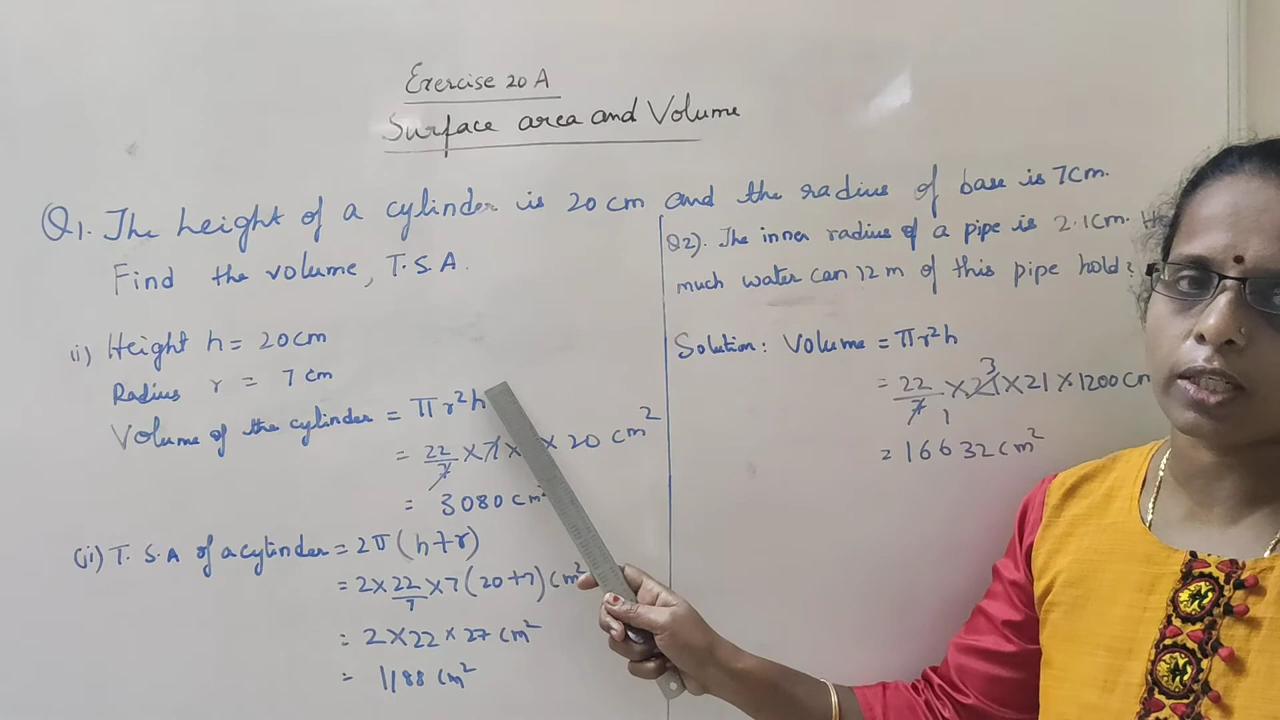 Exercise 20 A
Surface area and Volume
Q1. The height of a cylinder is 20 cm and the radius of base is 7cm.
Find the volume, T.S.A.
(i) Height h = 20cm
Radius r = 7 cm
Volume of the cylinder = πr²h
= 22/7 × 7 × × 20 cm²
= 3080 cm²
(ii) T.S.A of a cylinder = 2π(h+r)
= 2×22/7 ×7(20+7)cm²
= 2×22×27 cm²
= 1188 cm²
Q2). The inner radius of a pipe is 2.1cm.
much water can 12 m of this pipe hold?
Solution: Volume = πr²h
= 22/7 × 21 × 21 × 1200 cm
3
1
= 16632 cm²